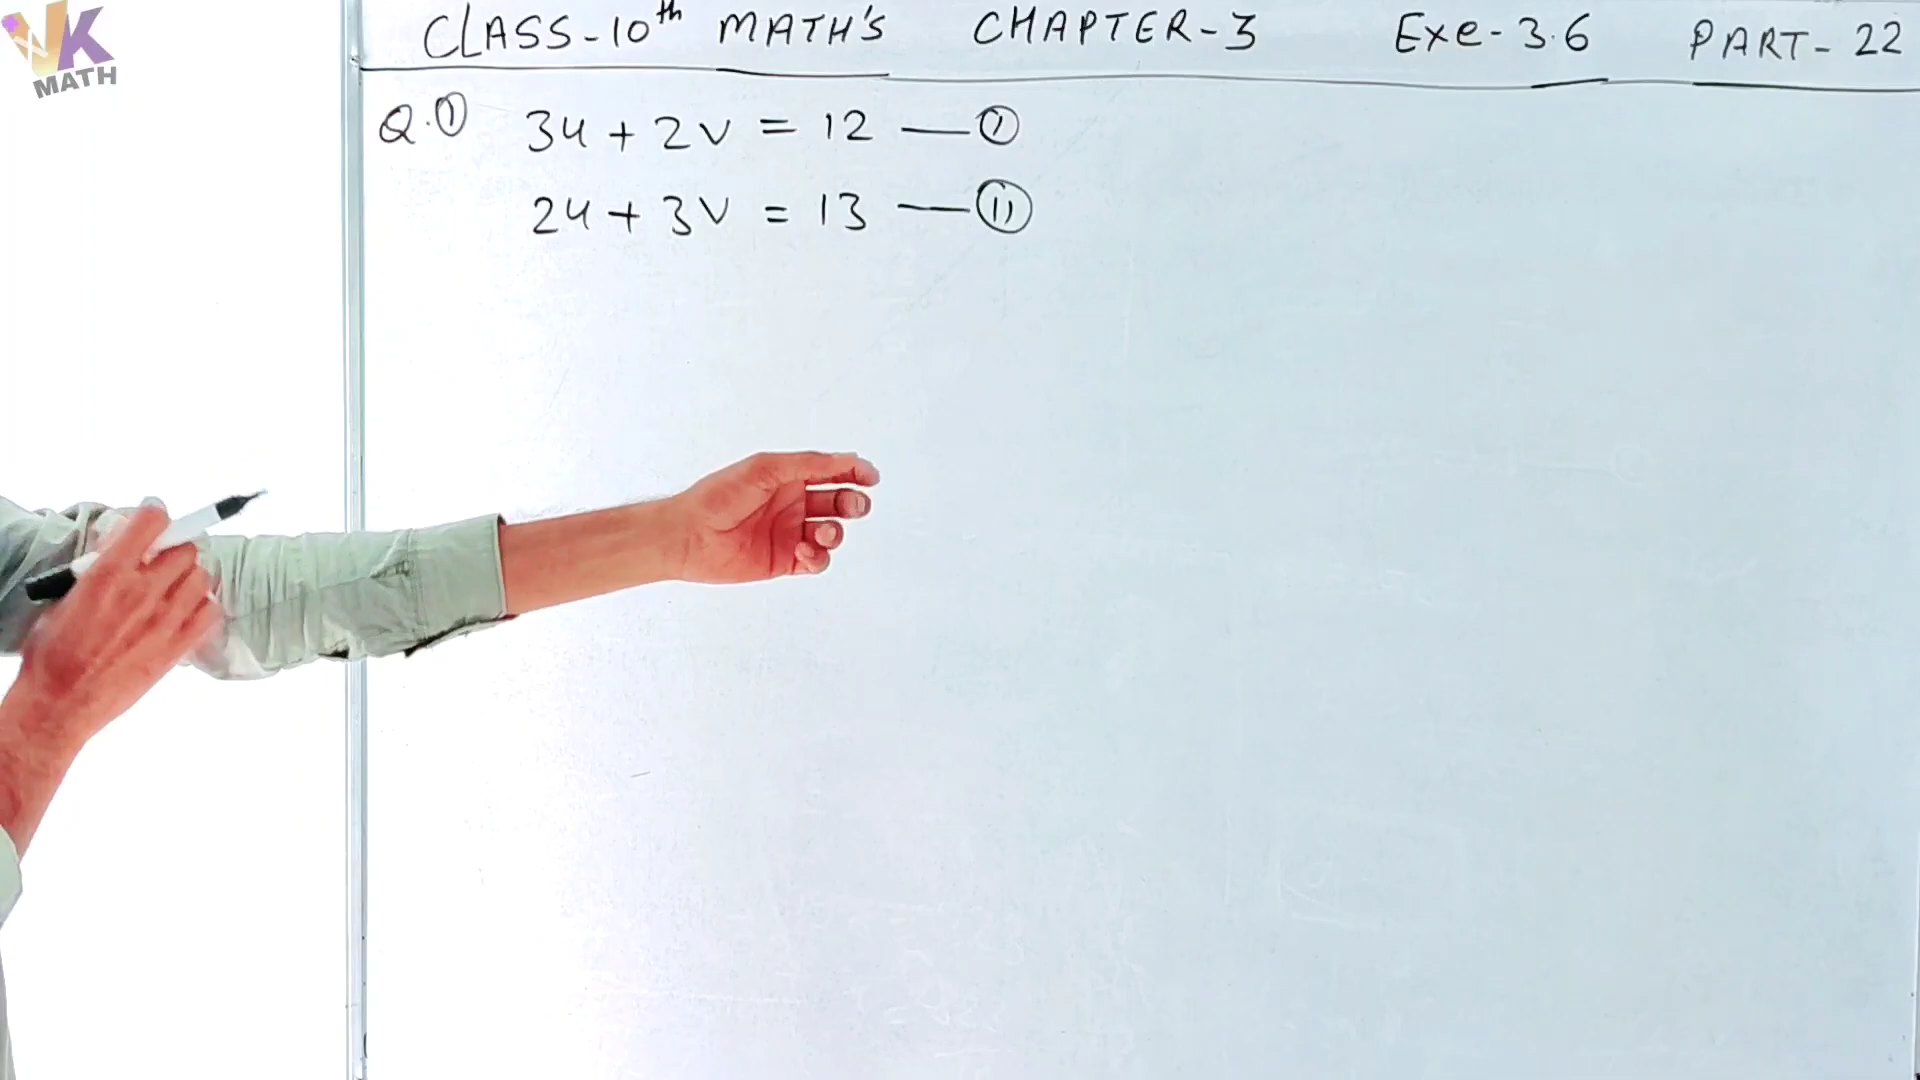 VK
MATH
CLASS-10th MATH'S CHAPTER-3 Exe-3.6 PART-22
Q.① 3u + 2v = 12 —①
2u + 3v = 13 —⑪